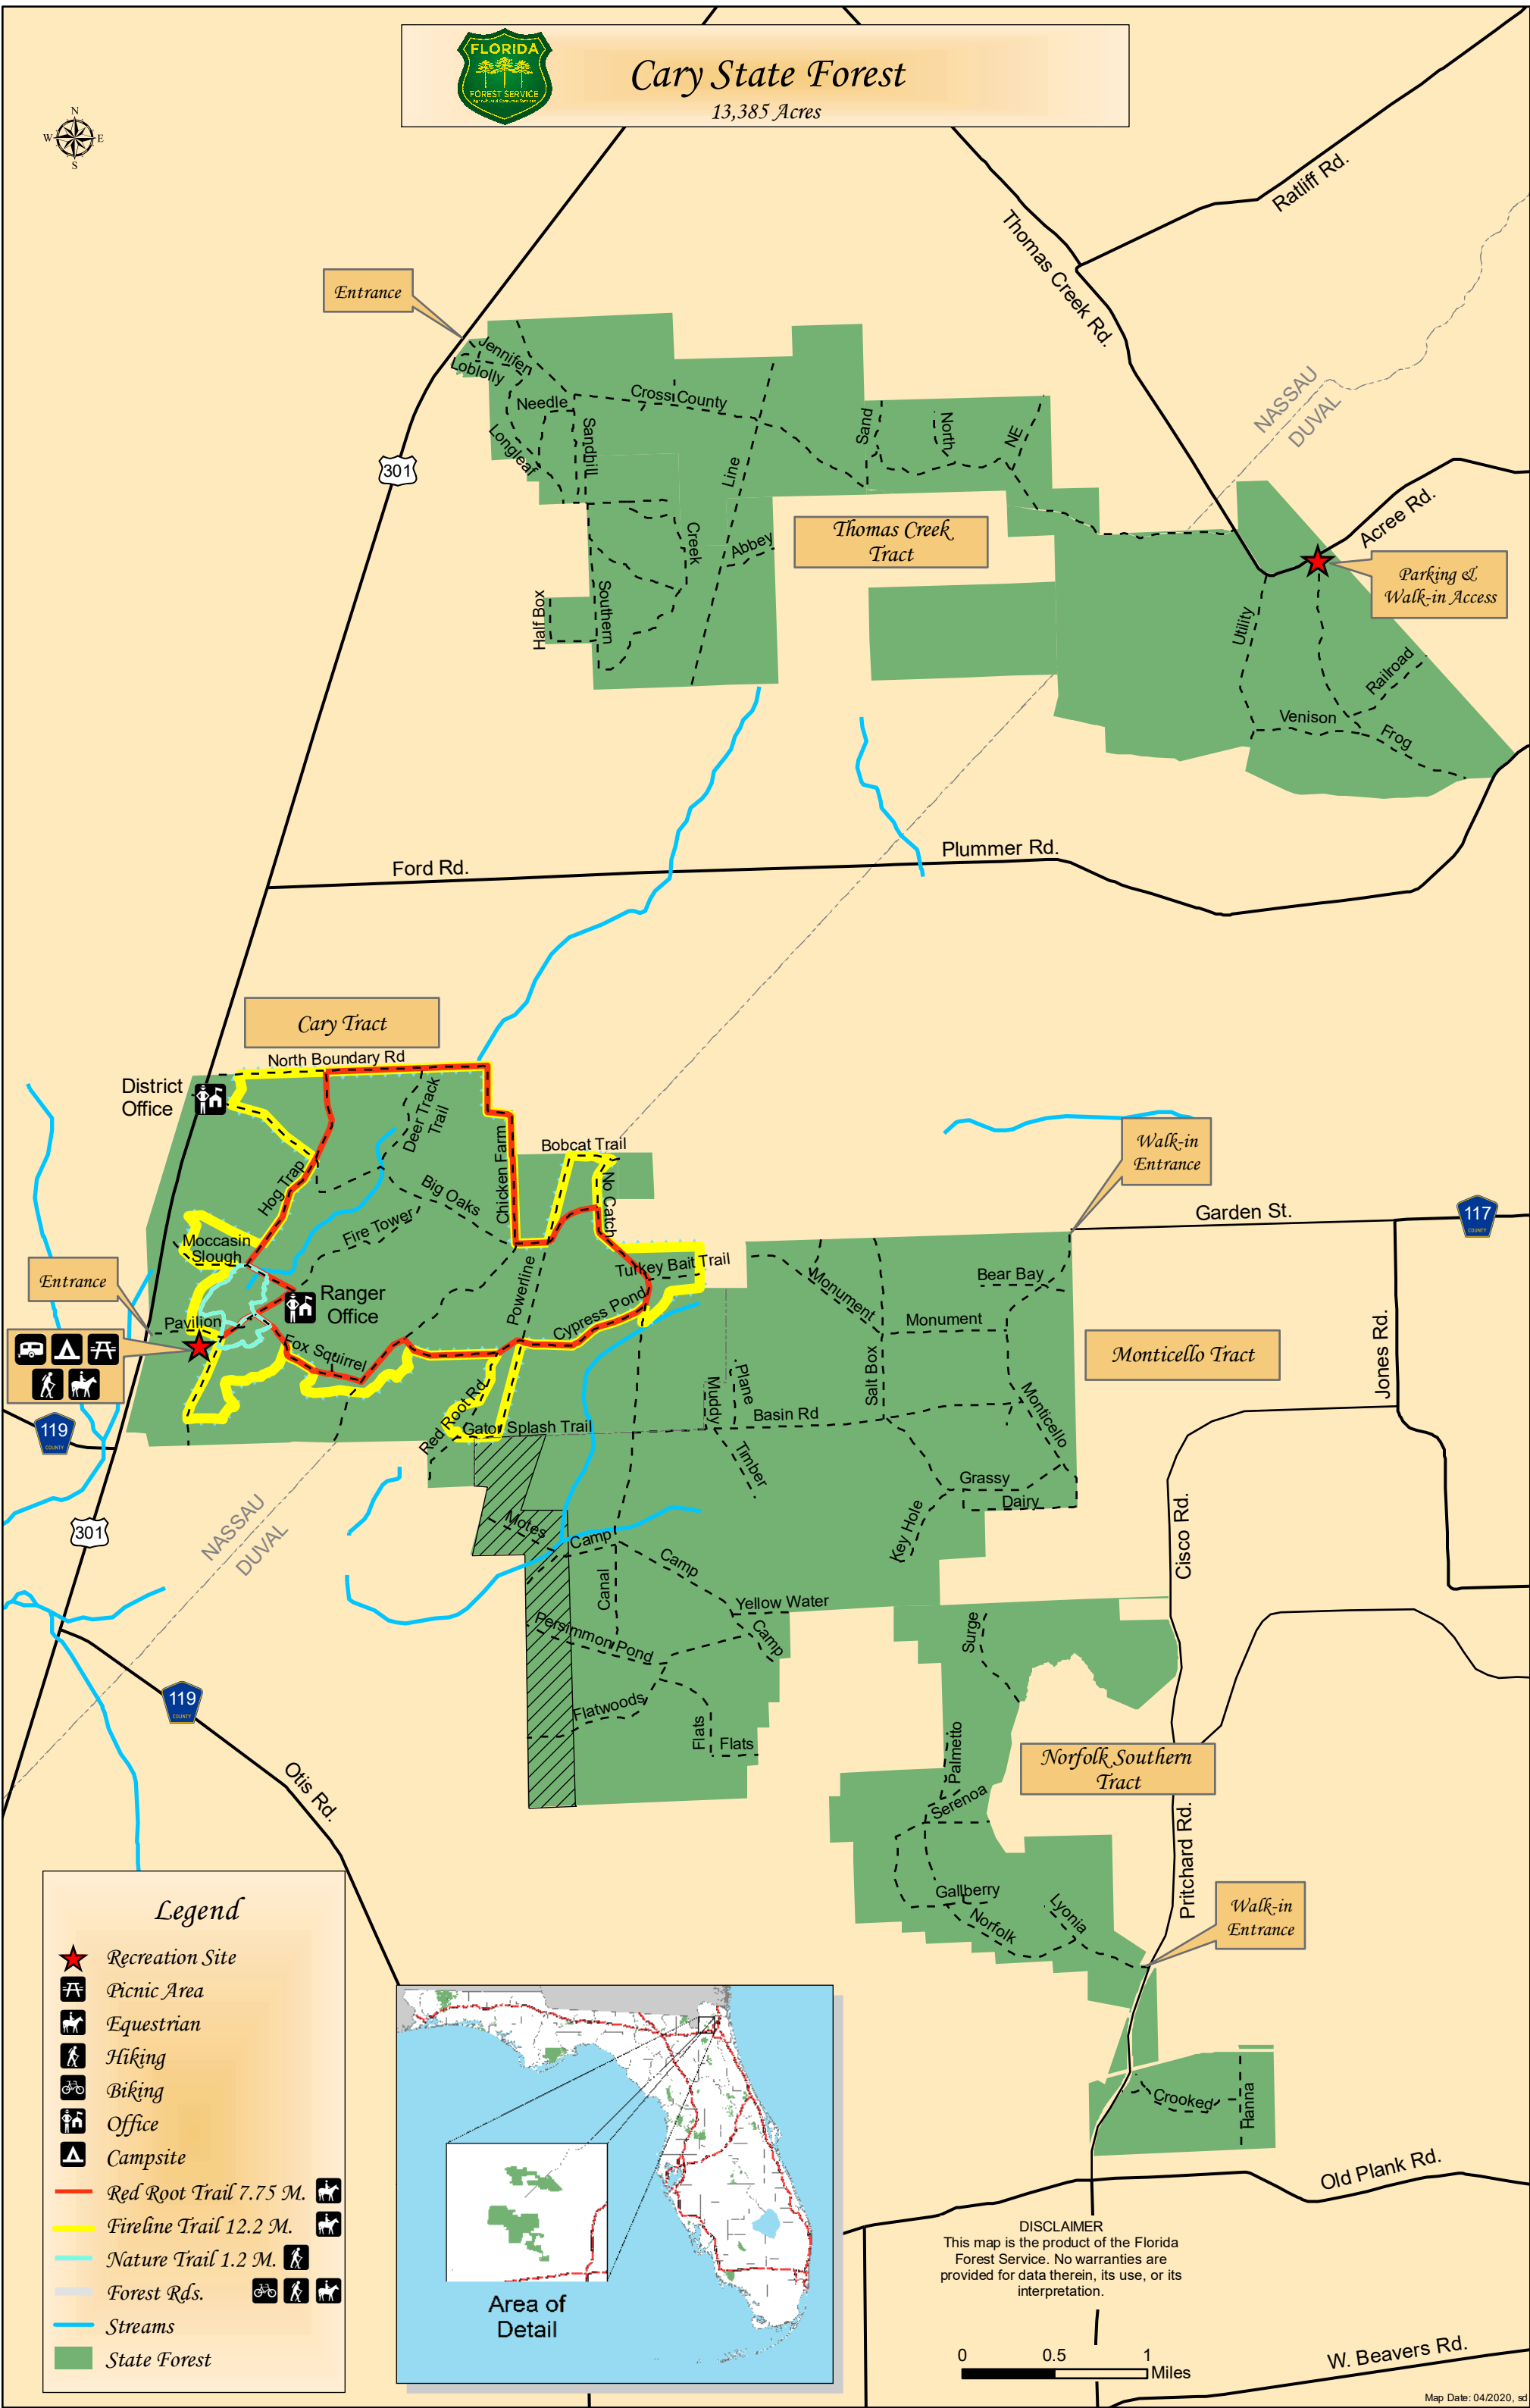 FLORIDA
FOREST SERVICE
Cary State Forest
13,385 Acres
N
W
E
S
Ratliff Rd.
Thomas Creek Rd.
Entrance
NASSAU
DUVAL
Jennifer
Loblolly
Needle
Cross County
Sandhill
Longleaf
Line
Sand
North
NE
301
Acree Rd.
Thomas Creek
Tract
Creek
Abbey
Parking &
Walk-in Access
Half Box
Southern
Utility
Railroad
Venison
Frog
Ford Rd.
Plummer Rd.
Cary Tract
North Boundary Rd
District
Office
Deer Track
Trail
Chicken Farm
Bobcat Trail
No Catch
Hog Trap
Big Oaks
Fire Tower
Moccasin
Slough
Walk-in
Entrance
Garden St.
117
COUNTY
Entrance
Ranger
Office
Powerline
Turkey Bait Trail
Cypress Pond
Pavilion
Fox Squirrel
Monument
Bear Bay
Monument
Monticello Tract
Jones Rd.
Salt Box
Plane
Muddy
Basin Rd
Monticello
119
COUNTY
Red Root Rd
Gator Splash Trail
Timber
Grassy
Dairy
Key Hole
301
NASSAU
DUVAL
Motes
Camp
Camp
Canal
Cisco Rd.
Yellow Water
Camp
Persimmon Pond
Surge
119
COUNTY
Flatwoods
Flats
Flats
Palmetto
Norfolk Southern
Tract
Otis Rd.
Serenoa
Pritchard Rd.
Gallberry
Norfolk
Lyonia
Walk-in
Entrance
Crooked
Hanna
Old Plank Rd.
Legend
Recreation Site
Picnic Area
Equestrian
Hiking
Biking
Office
Campsite
Red Root Trail 7.75 M.
Fireline Trail 12.2 M.
Nature Trail 1.2 M.
Forest Rds.
Streams
State Forest
Area of
Detail
DISCLAIMER
This map is the product of the Florida
Forest Service. No warranties are
provided for data therein, its use, or its
interpretation.
0 0.5 1
Miles
W. Beavers Rd.
Map Date: 04/2020, sd